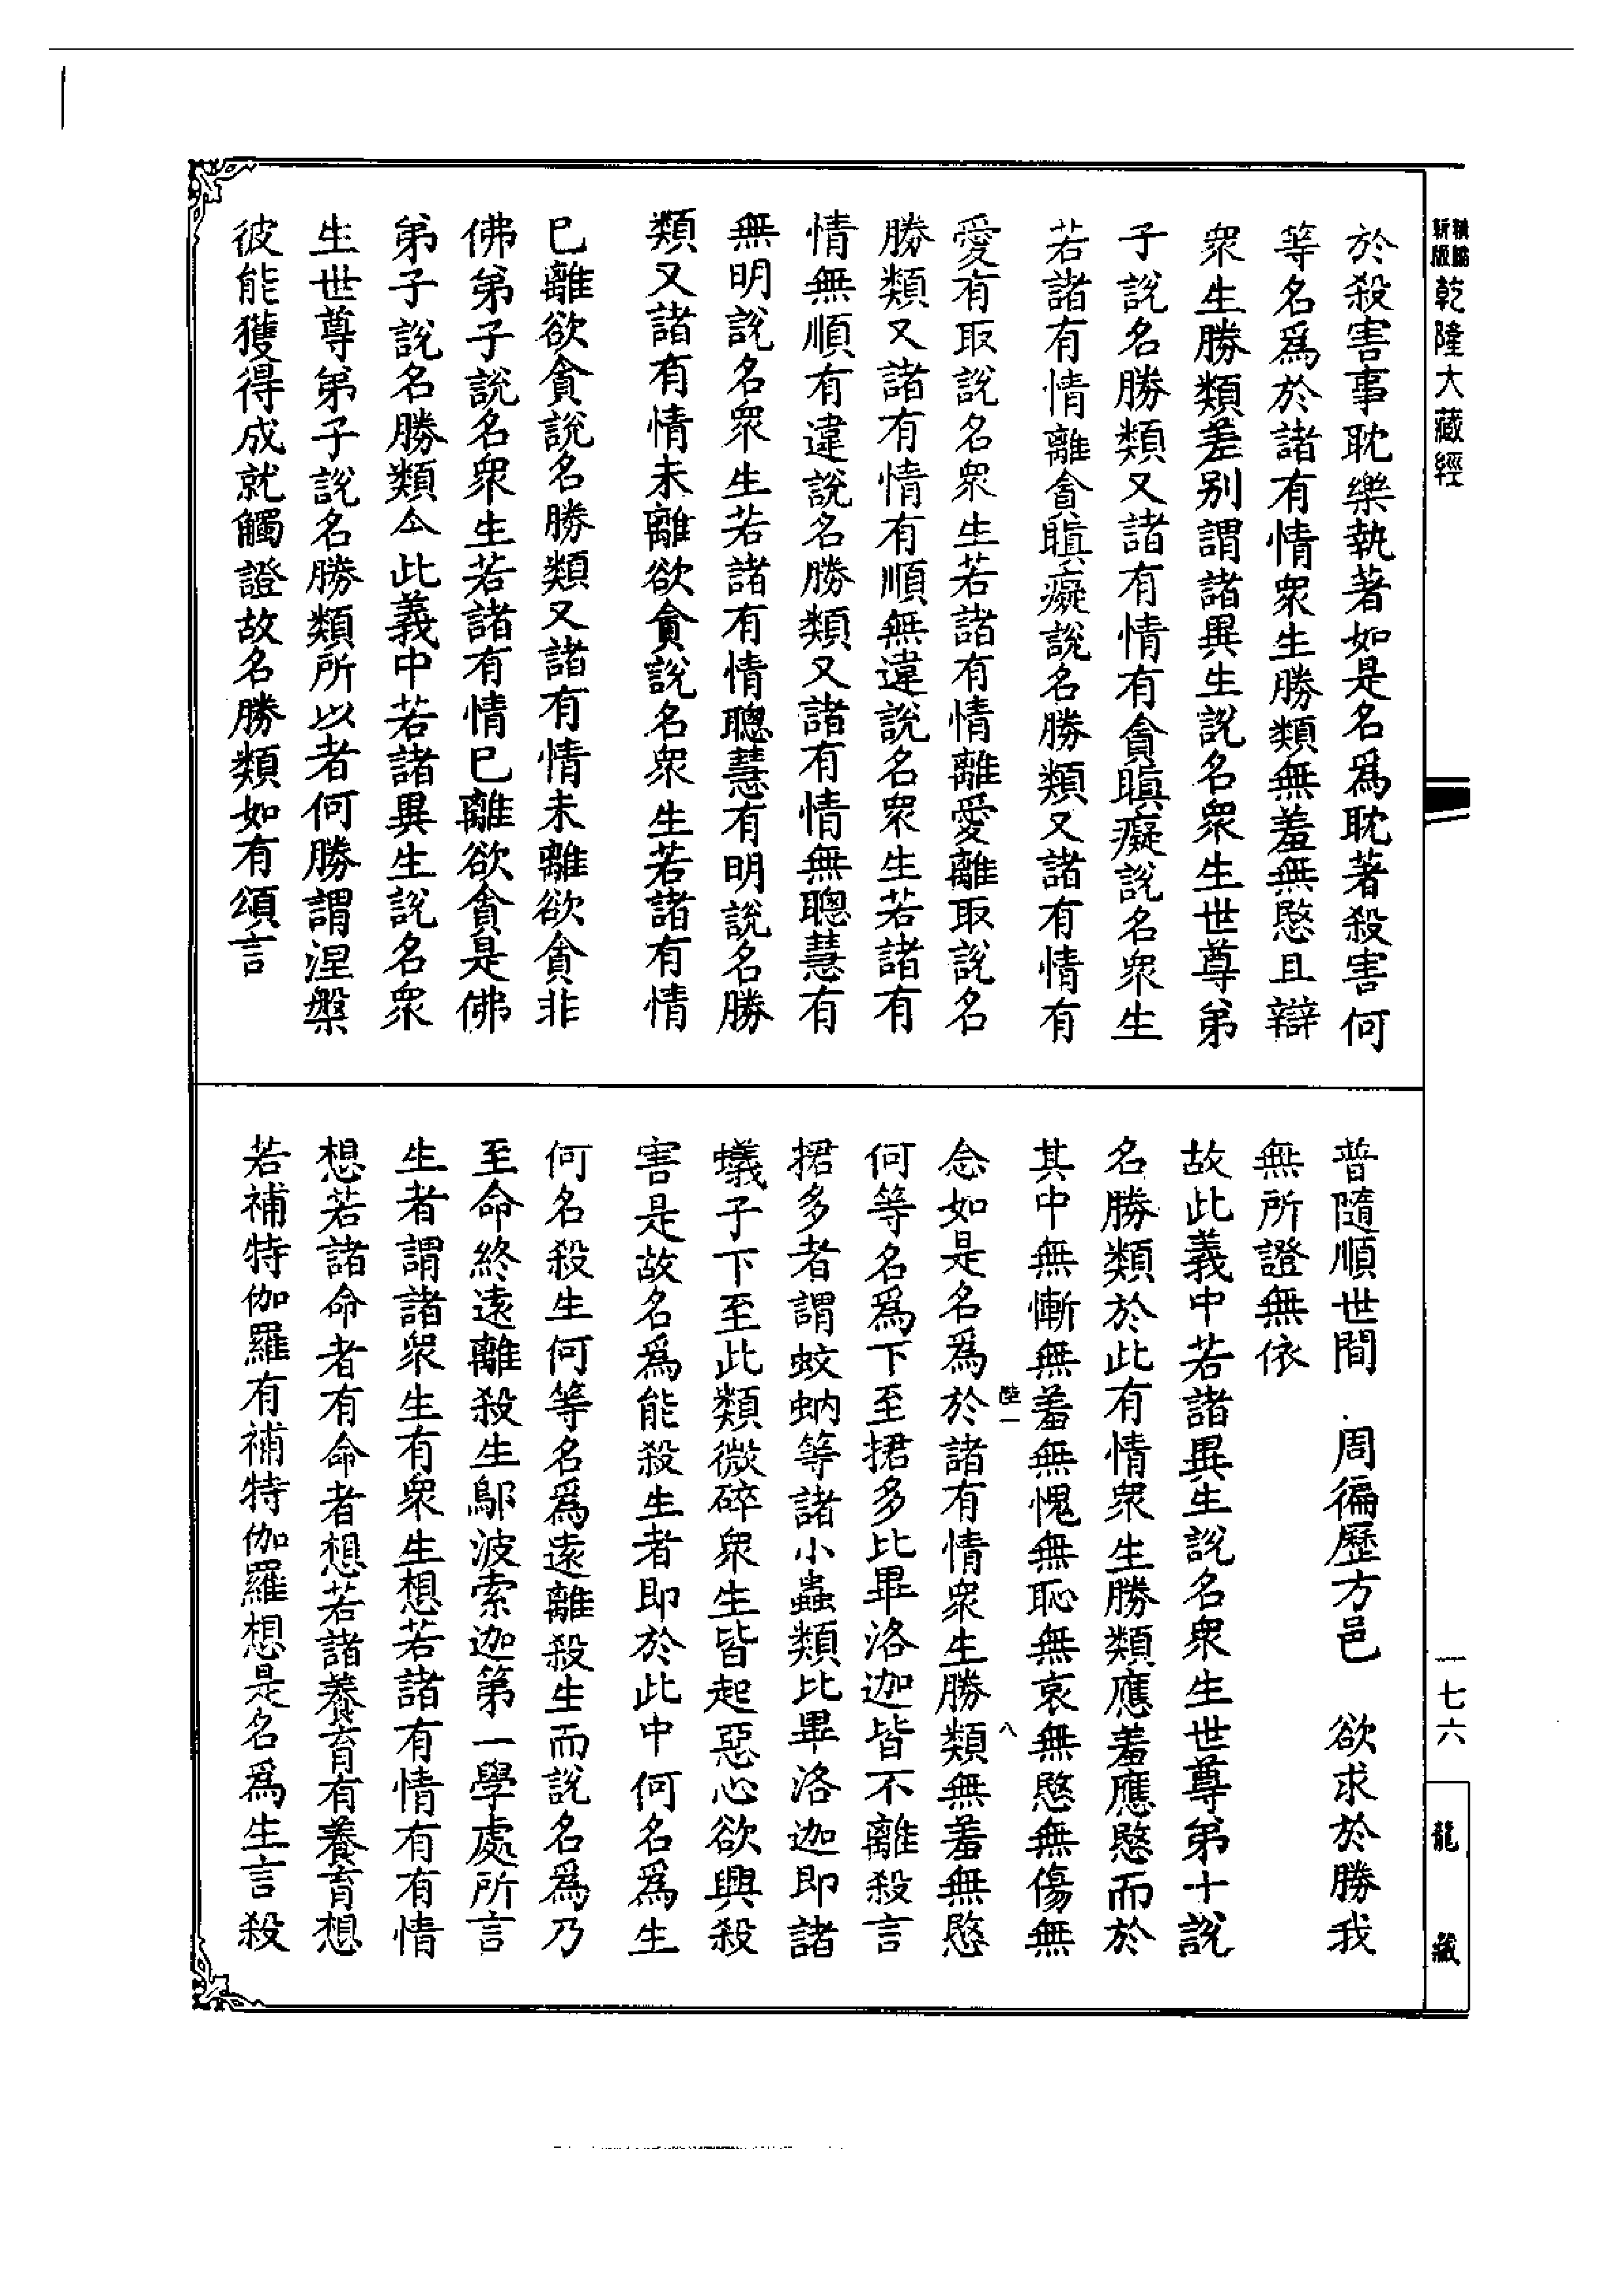 新版
精縮
乾隆大藏經
於殺害事耽樂執著如是名爲耽著殺害何
等名爲於諸有情衆生勝類無羞無愍且辯
衆生勝類差別謂諸異生說名衆生世尊弟
子說名勝類又諸有情有貪瞋癡說名衆生
若諸有情離貪瞋癡說名勝類又諸有情有
愛有取說名衆生若諸有情離愛離取說名
勝類又諸有情有順無違說名衆生若諸有
情無順有違說名勝類又諸有情無聰慧有
無明說名衆生若諸有情聰慧有明說名勝
類又諸有情未離欲貪說名衆生若諸有情
已離欲貪說名勝類又諸有情未離欲貪非
佛弟子說名衆生若諸有情已離欲貪是佛
弟子說名勝類今此義中若諸異生說名衆
生世尊弟子說名勝類所以者何勝謂涅槃
彼能獲得成就觸證故名勝類如有頌言
普隨順世間　周徧歷方邑　欲求於勝我
無所證無依
故此義中若諸異生說名衆生世尊弟十說
名勝類於此有情衆生勝類應羞應愍而於
其中無慚無羞無愧無恥無哀無愍無傷無
陸一　八
念如是名爲於諸有情衆生勝類無羞無愍
何等名爲下至捃多比畢洛迦皆不離殺言
捃多者謂蚊蚋等諸小蟲類比畢洛迦即諸
蟻子下至此類微碎衆生皆起惡心欲興殺
害是故名爲能殺生者即於此中何名爲生
何名殺生何等名爲遠離殺生而說名爲乃
至命終遠離殺生鄔波索迦第一學處所言
生者謂諸衆生有衆生想若諸有情有有情
想若諸命者有命者想若諸養育有養育想
若補特伽羅有補特伽羅想是名爲生言殺
一七六
龍藏